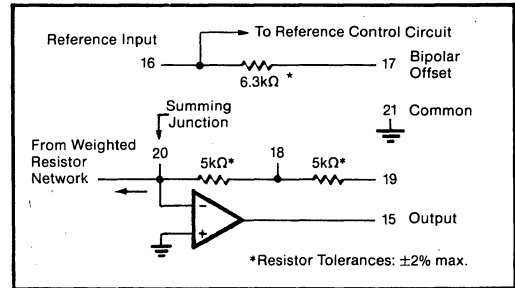 To Reference Control Circuit
Reference Input
16
6.3kΩ *
17
Bipolar
Offset
21 Common
Summing
Junction
From Weighted
Resistor
Network
20
5kΩ*
18
5kΩ*
19
−
+
15 Output
*Resistor Tolerances: ±2% max.